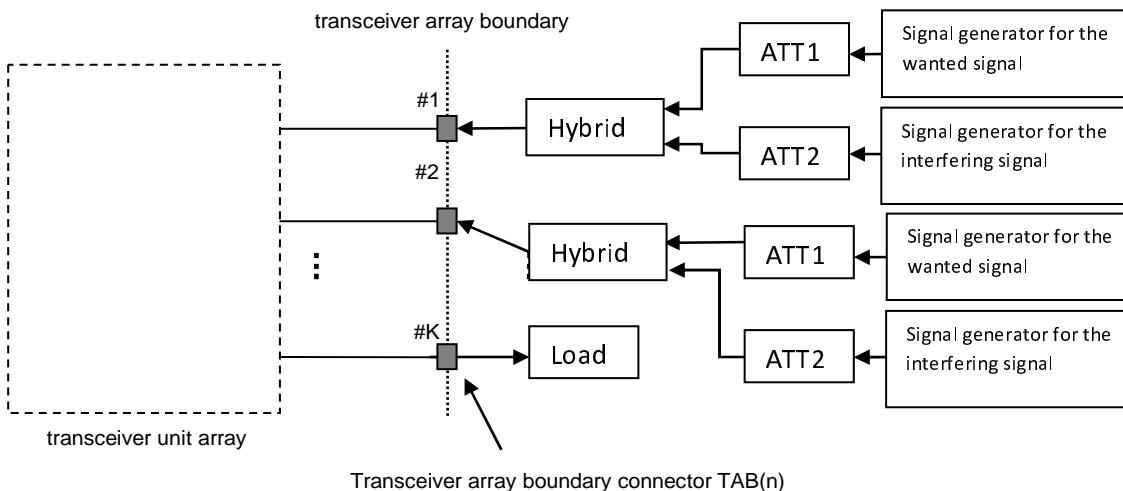 transceiver array boundary
Signal generator for the
wanted signal
ATT1
#1
Hybrid
Signal generator for the
interfering signal
ATT2
#2
Signal generator for the
wanted signal
ATT1
Hybrid
⋮
#K
Load
Signal generator for the
interfering signal
ATT2
transceiver unit array
Transceiver array boundary connector TAB(n)